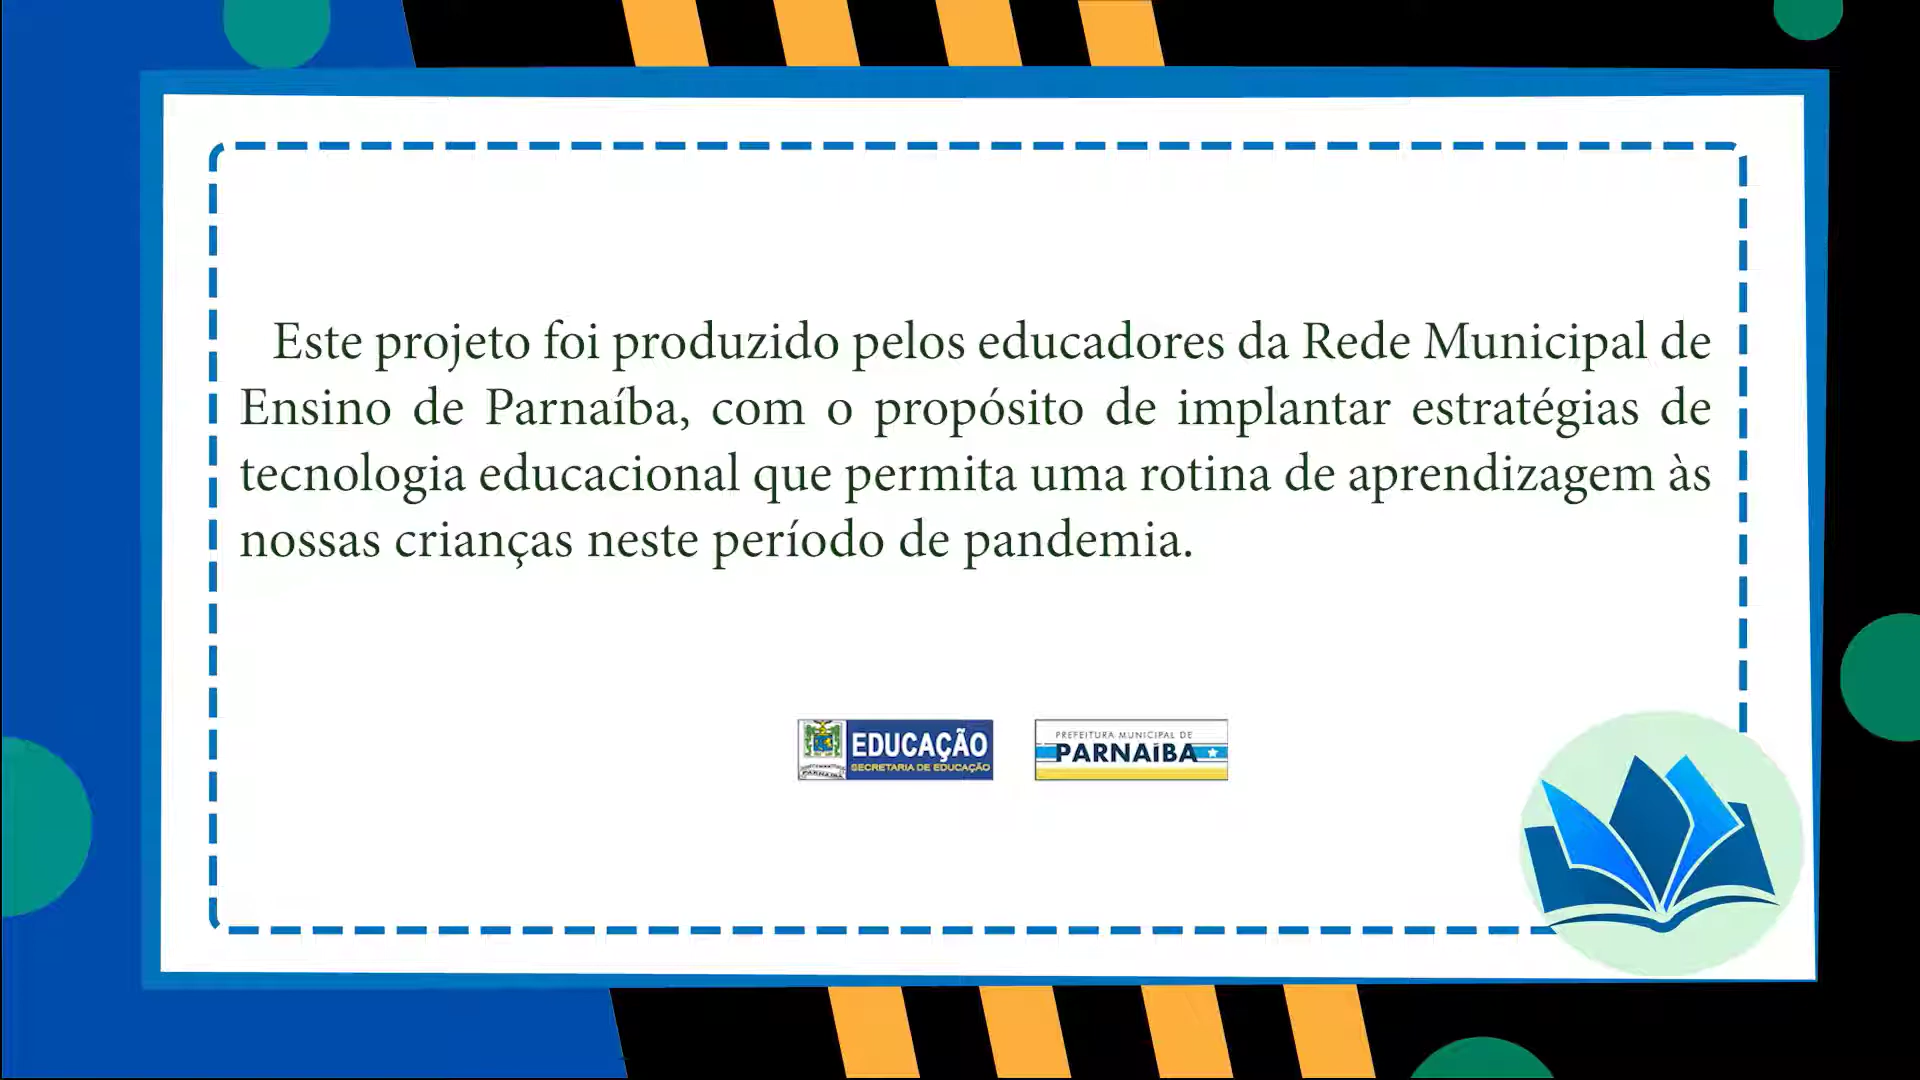 Este projeto foi produzido pelos educadores da Rede Municipal de
Ensino de Parnaíba, com o propósito de implantar estratégias de
tecnologia educacional que permita uma rotina de aprendizagem às
nossas crianças neste período de pandemia.
EDUCAÇÃO
SECRETARIA DE EDUCAÇÃO
PARNAÍBA
PREFEITURA MUNICIPAL DE
PARNAÍBA